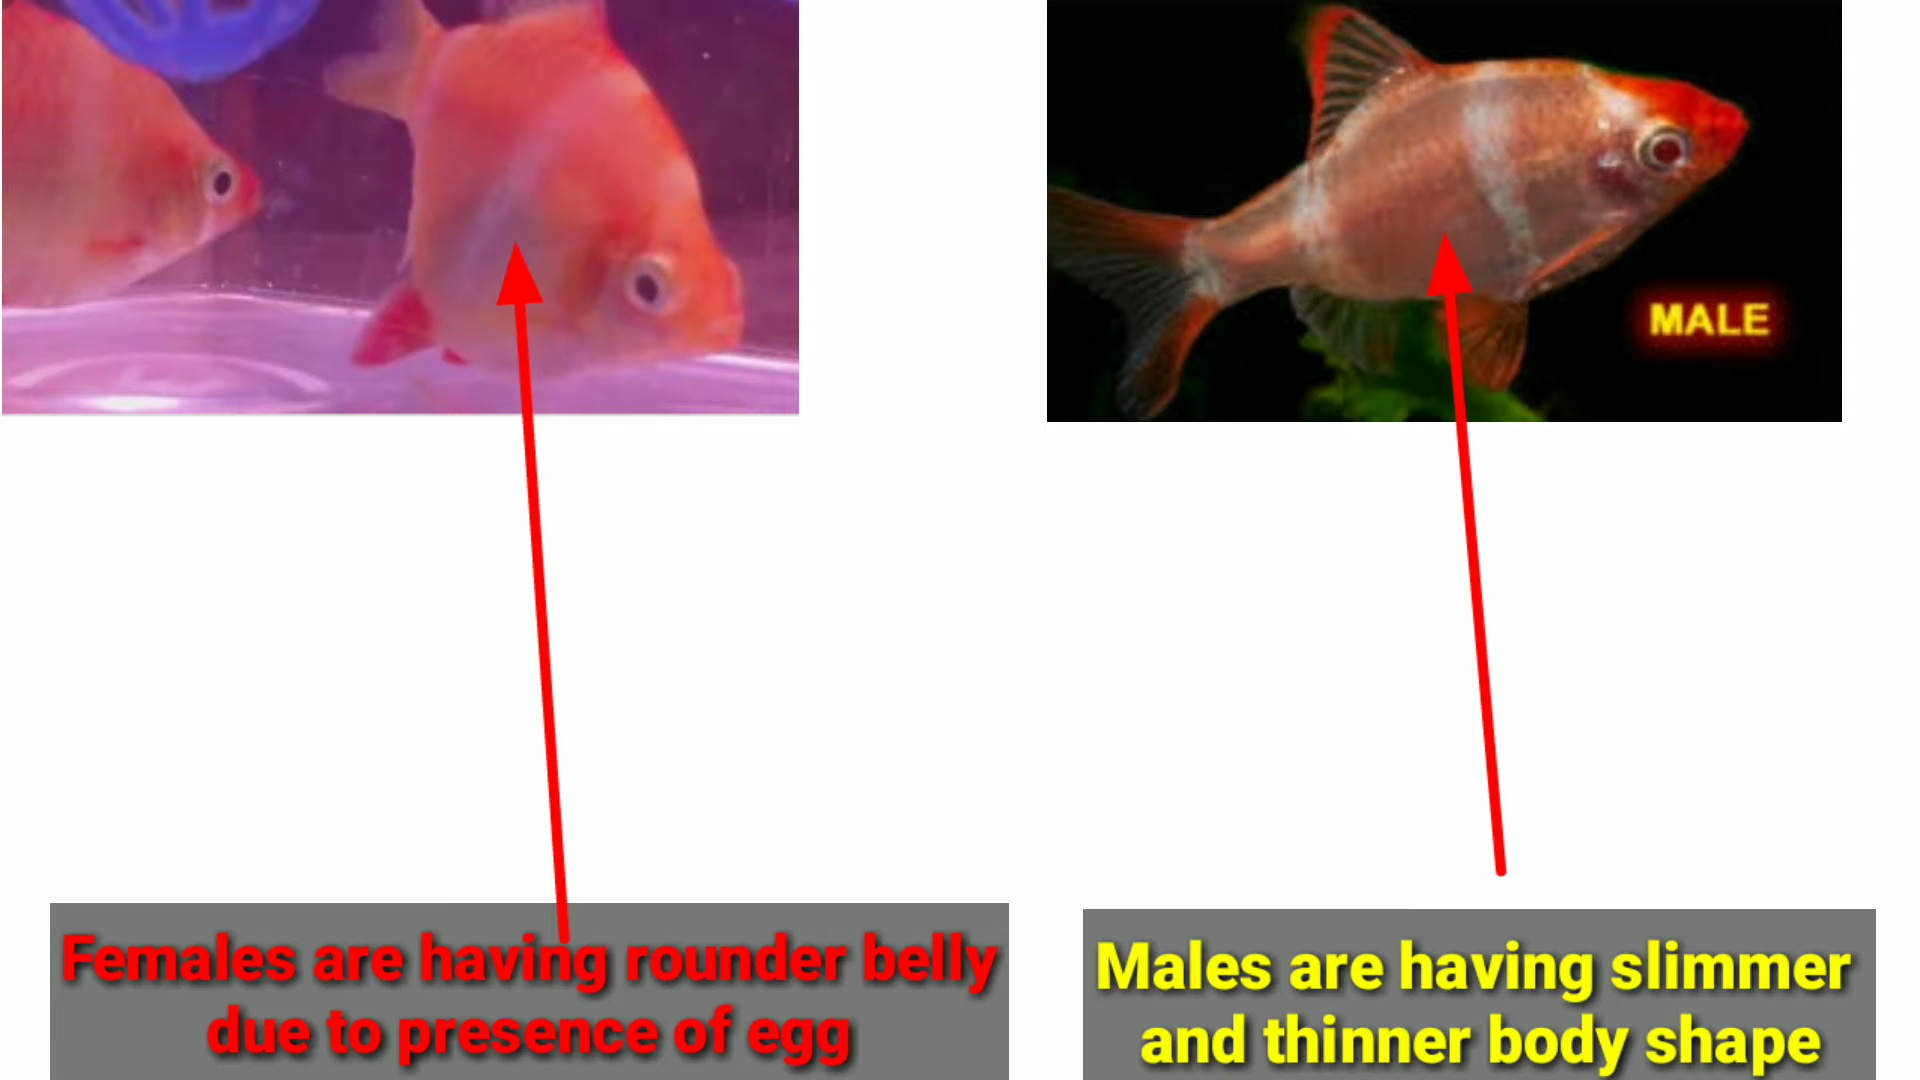 MALE
Females are having rounder belly
due to presence of egg
Males are having slimmer
and thinner body shape